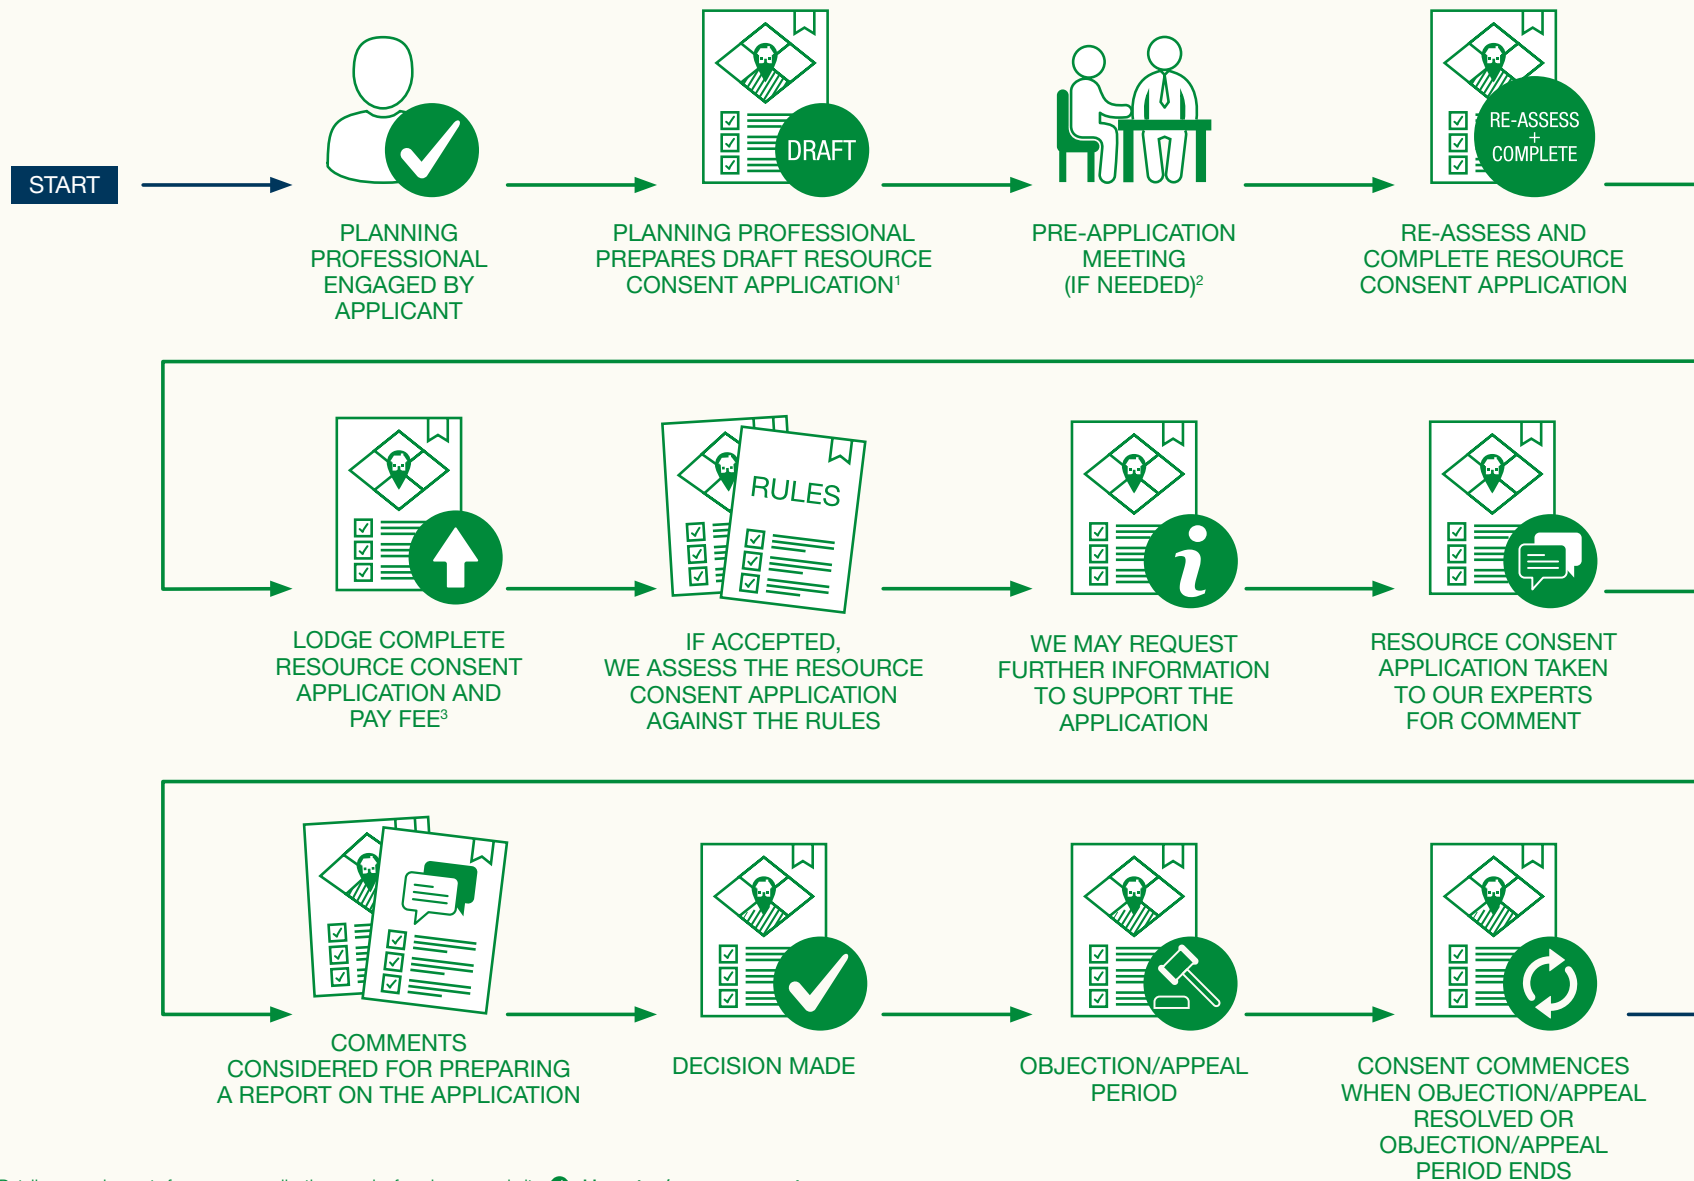 START
PLANNING
PROFESSIONAL
ENGAGED BY
APPLICANT
DRAFT
PLANNING PROFESSIONAL
PREPARES DRAFT RESOURCE
CONSENT APPLICATION¹
PRE-APPLICATION
MEETING
(IF NEEDED)²
RE-ASSESS
+
COMPLETE
RE-ASSESS AND
COMPLETE RESOURCE
CONSENT APPLICATION
LODGE COMPLETE
RESOURCE CONSENT
APPLICATION AND
PAY FEE³
RULES
IF ACCEPTED,
WE ASSESS THE RESOURCE
CONSENT APPLICATION
AGAINST THE RULES
i
WE MAY REQUEST
FURTHER INFORMATION
TO SUPPORT THE
APPLICATION
RESOURCE CONSENT
APPLICATION TAKEN
TO OUR EXPERTS
FOR COMMENT
COMMENTS
CONSIDERED FOR PREPARING
A REPORT ON THE APPLICATION
DECISION MADE
OBJECTION/APPEAL
PERIOD
CONSENT COMMENCES
WHEN OBJECTION/APPEAL
RESOLVED OR
OBJECTION/APPEAL
PERIOD ENDS